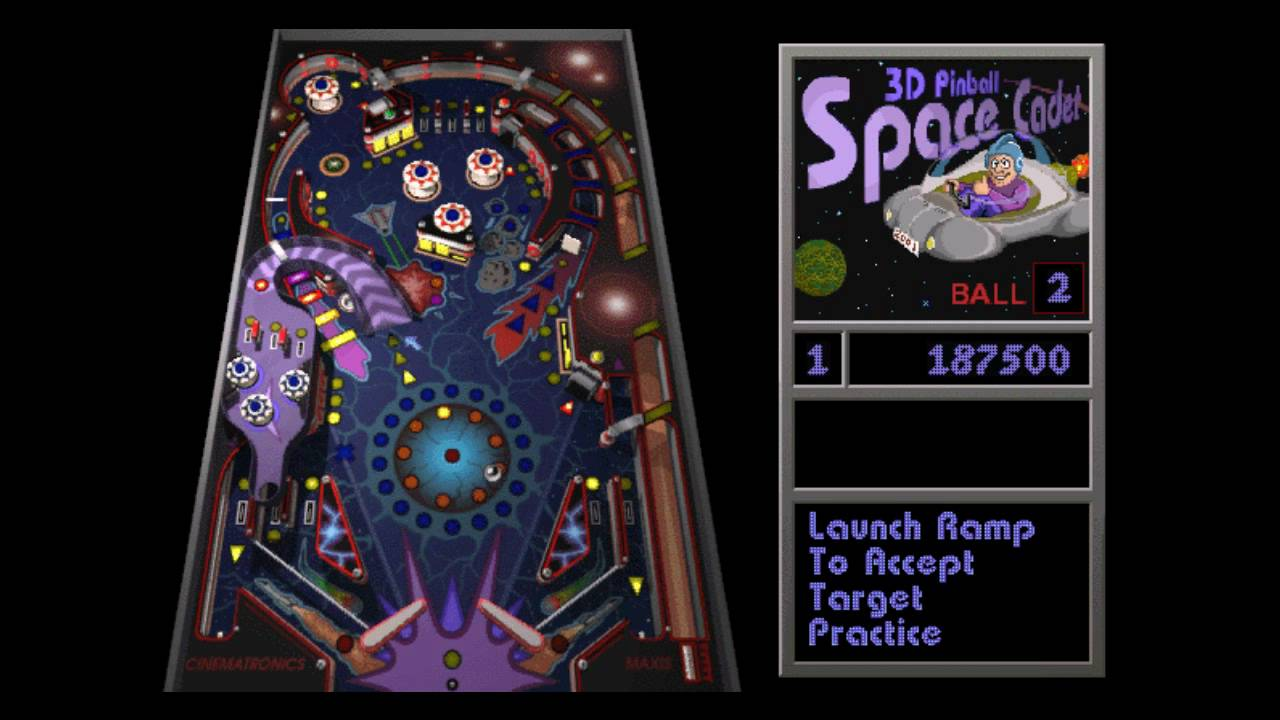 3D Pinball
Space Cadet
2001
BALL 2
1 187500
Launch Ramp
To Accept
Target
Practice
CINEMATRONICS
MAXIS